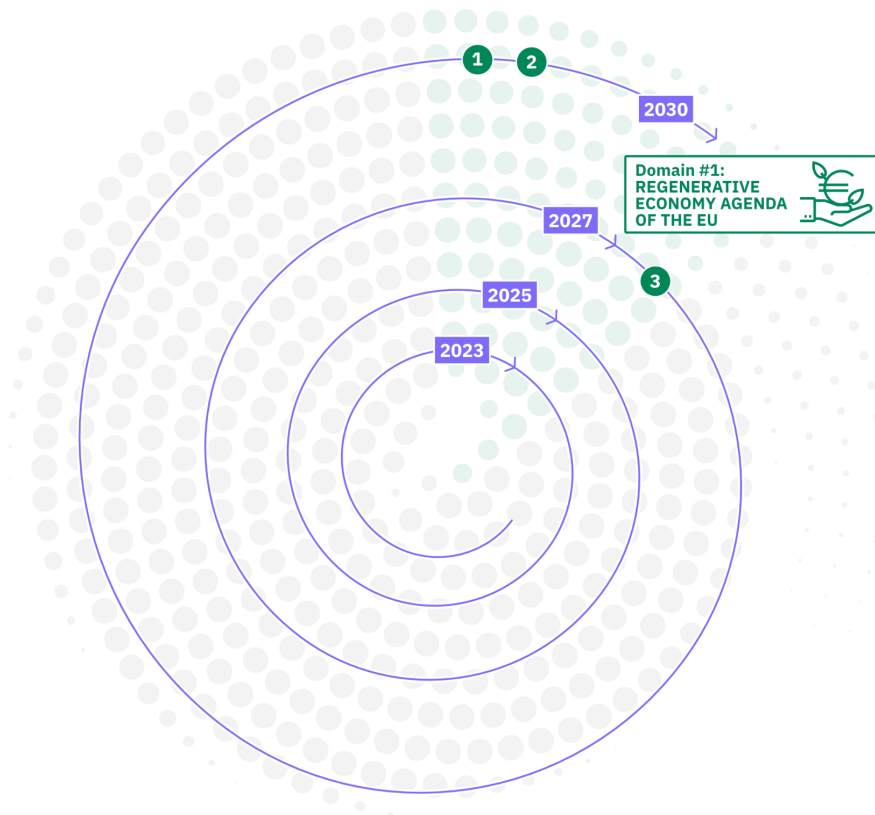 1
2
2030
Domain #1:
REGENERATIVE
ECONOMY AGENDA
OF THE EU
2027
3
2025
2023